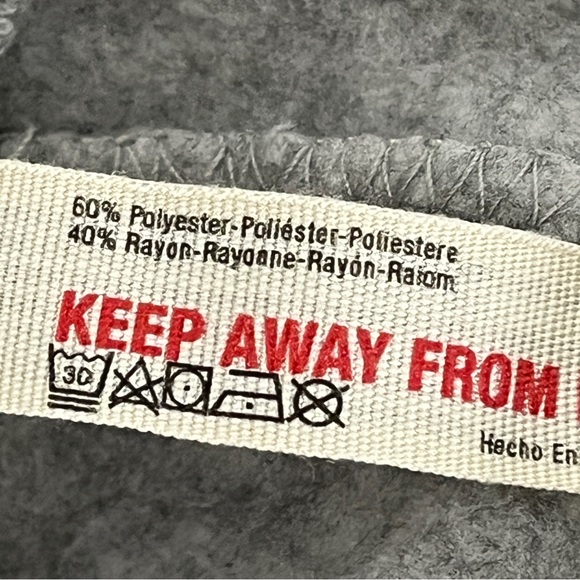 60% Polyester-Poliéster-Poliestere
40% Rayon-Rayonne-Rayón-Raiom
KEEP AWAY FROM
30
Hecho En